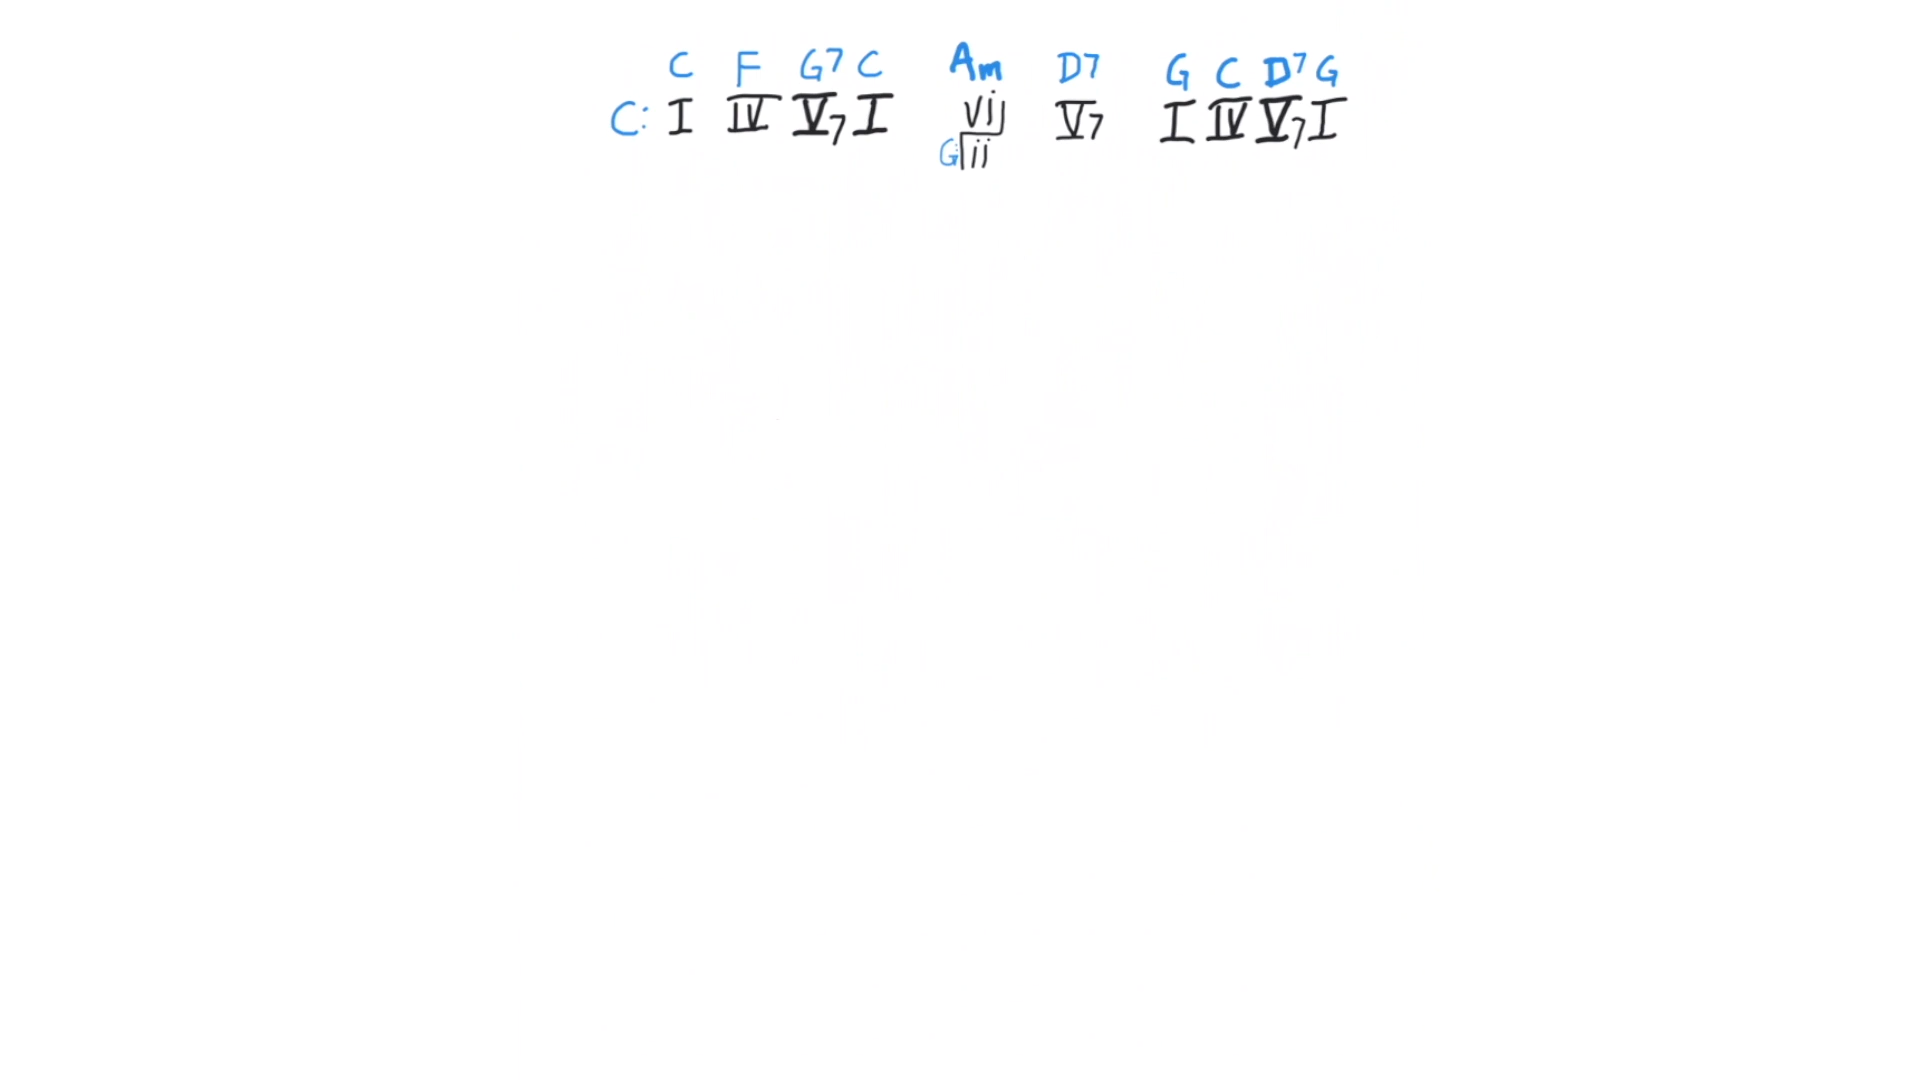 C F G7 C Am D7 G C D7 G
C: I IV V7 I vi V7 I IV V7 I
G: ii